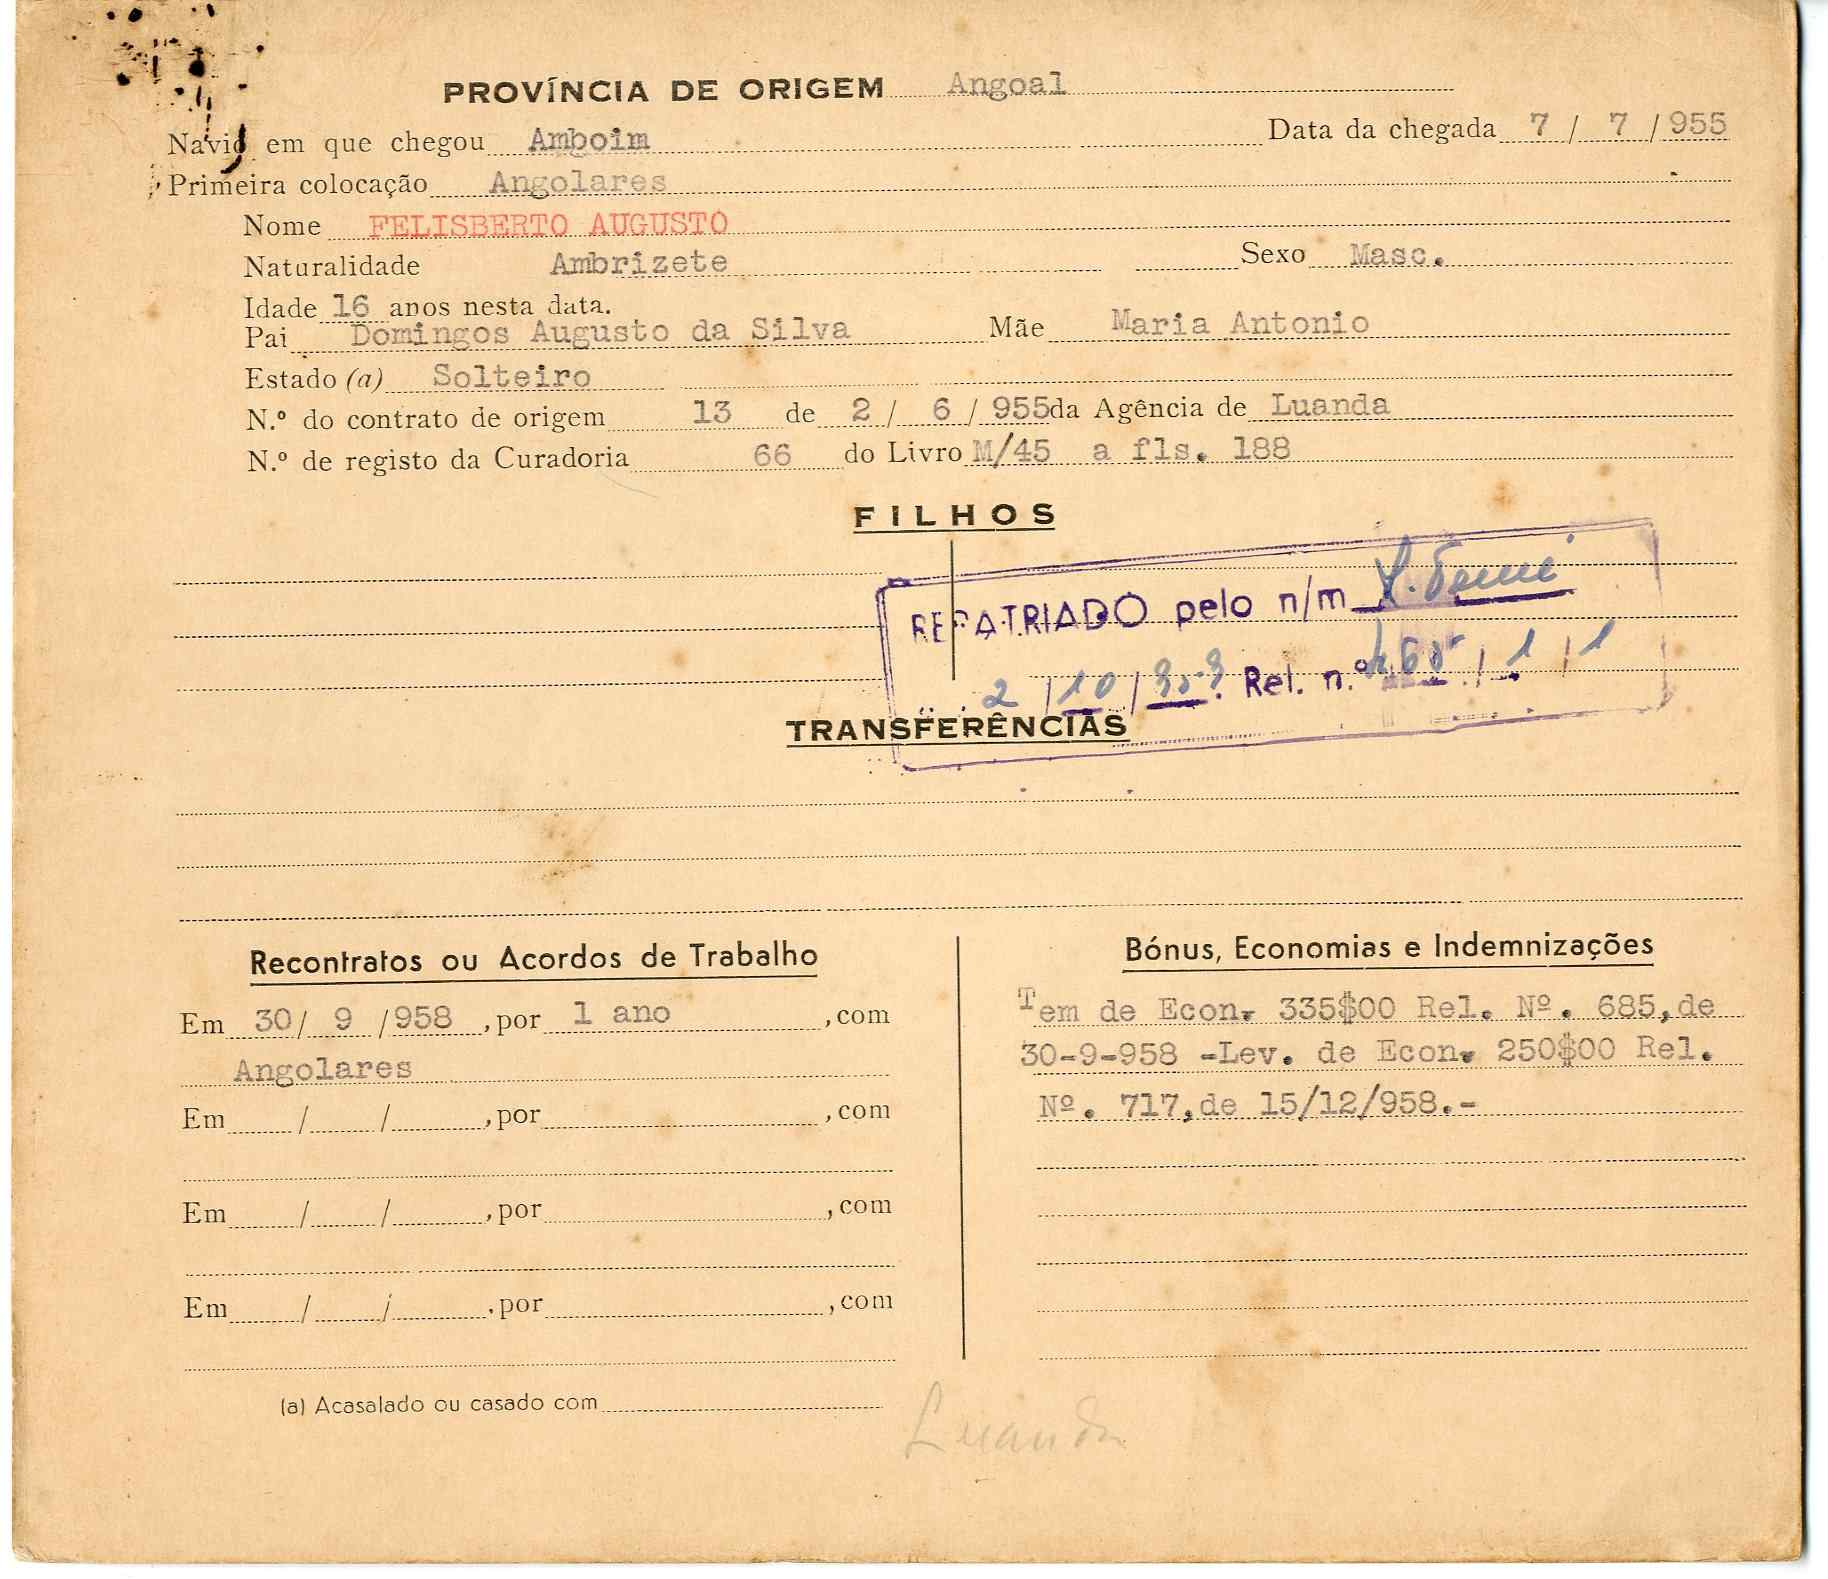 PROVÍNCIA DE ORIGEM Angoal
Navio em que chegou Amboim Data da chegada 7 / 7 / 955
Primeira colocação Angolares
Nome FELISBERTO AUGUSTO
Naturalidade Ambrizete Sexo Masc.
Idade 16 anos nesta data.
Pai Domingos Augusto da Silva Mãe Maria Antonio
Estado (a) Solteiro
N.º do contrato de origem 13 de 2 / 6 / 955 da Agência de Luanda
N.º de registo da Curadoria 66 do Livro M/45 a fls. 188
FILHOS
REPATRIADO pelo n/m
2 / 10 / Rel. n.º / 1 / 1
TRANSFERÊNCIAS
Recontratos ou Acordos de Trabalho
Em 30 / 9 / 958 , por 1 ano , com
Angolares
Em / / , por , com
Em / / , por , com
Em / / , por , com
(a) Acasalado ou casado com
Bónus, Economias e Indemnizações
Tem de Econ. 335$00 Rel. Nº. 685, de
30-9-958 -Lev. de Econ. 250$00 Rel.
Nº. 717, de 15/12/958.-
Luanda